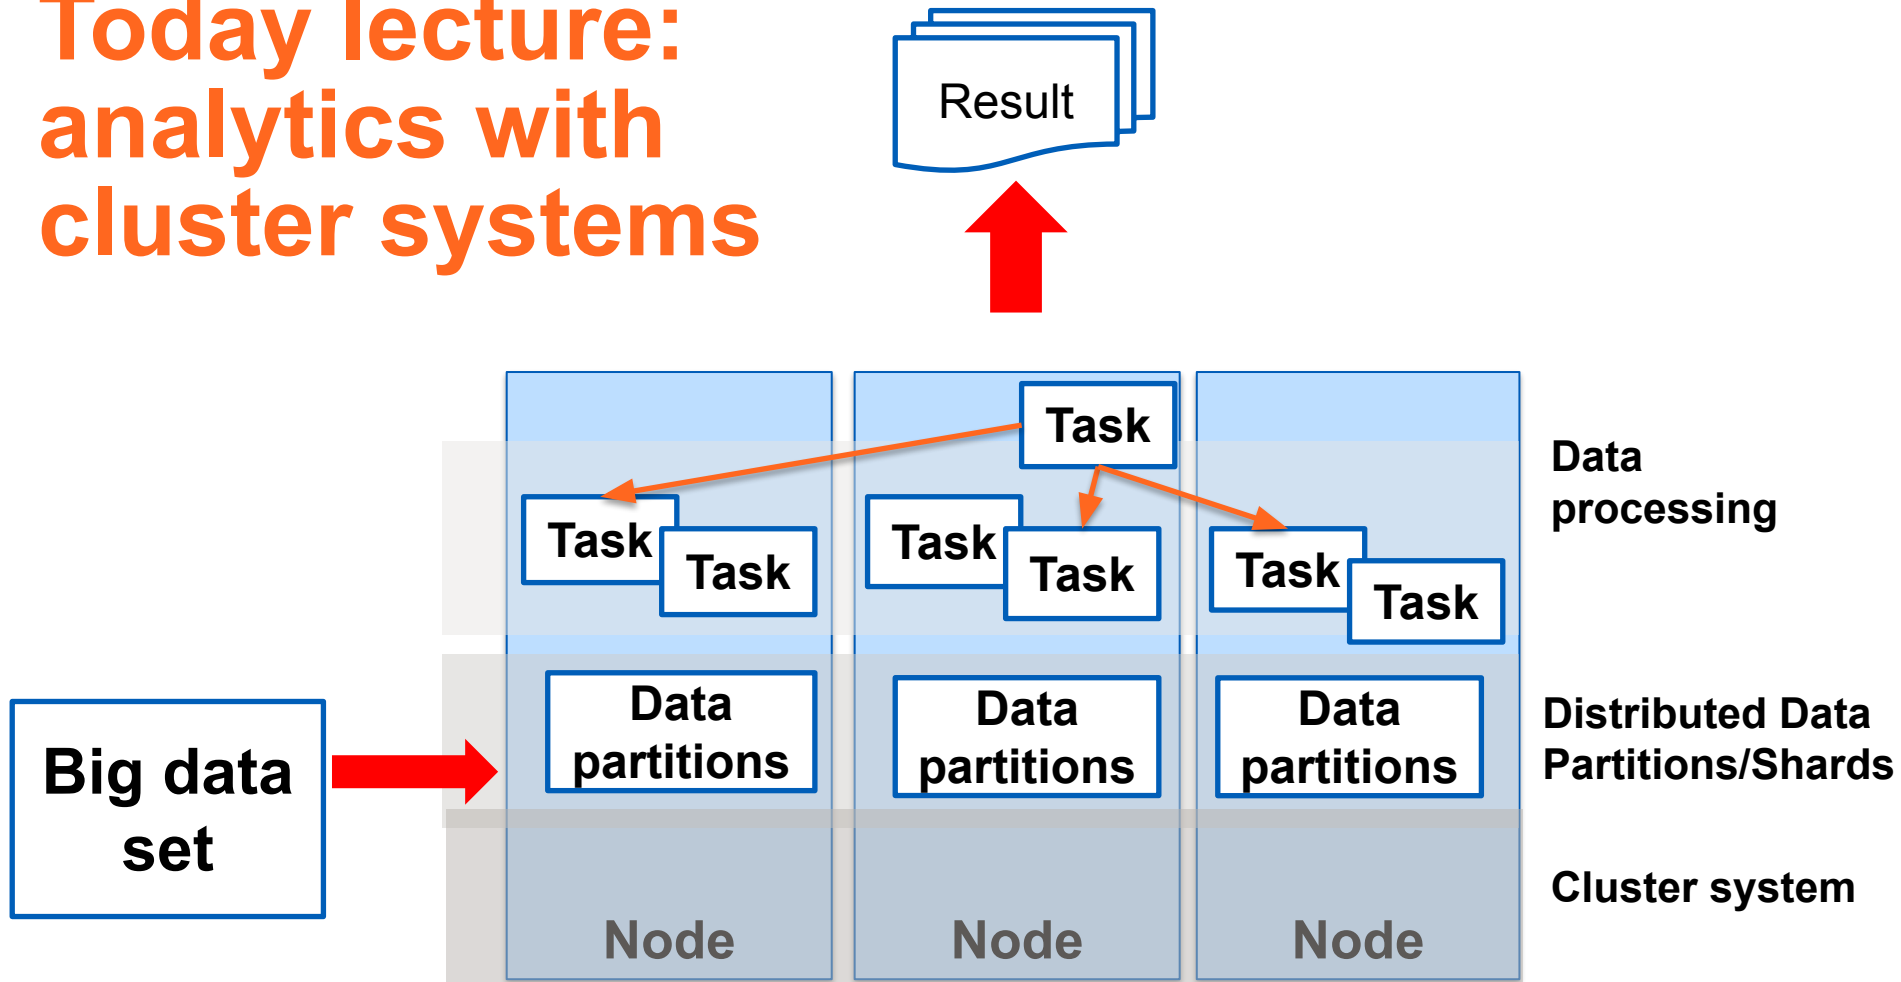 Today lecture:
analytics with
cluster systems
Result
Task
Task
Task
Task
Task
Task
Task
Data
processing
Data
partitions
Data
partitions
Data
partitions
Distributed Data
Partitions/Shards
Big data
set
Cluster system
Node
Node
Node